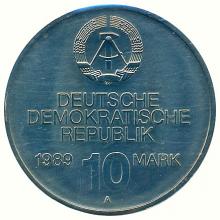 DEUTSCHE
DEMOKRATISCHE
REPUBLIK
1989 10 MARK
A